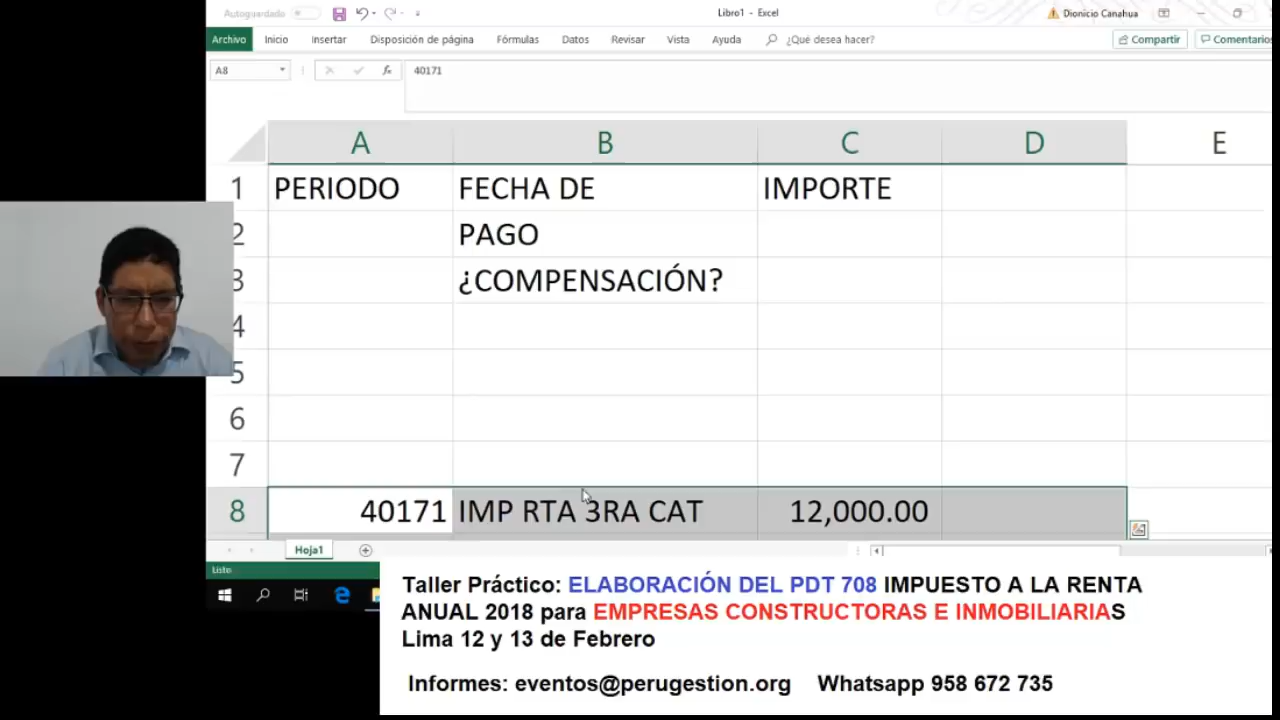 Autoguardado
Libro1 - Excel
Dionicio Canahua
Archivo Inicio Insertar Disposición de página Fórmulas Datos Revisar Vista Ayuda ¿Qué desea hacer? Compartir Comentarios
A8 fx 40171
A B C D E
1 PERIODO FECHA DE IMPORTE
2 PAGO
3 ¿COMPENSACIÓN?
4
5
6
7
8 40171 IMP RTA 3RA CAT 12,000.00
Hoja1
Listo
Taller Práctico: ELABORACIÓN DEL PDT 708 IMPUESTO A LA RENTA
ANUAL 2018 para EMPRESAS CONSTRUCTORAS E INMOBILIARIAS
Lima 12 y 13 de Febrero
Informes: eventos@perugestion.org Whatsapp 958 672 735